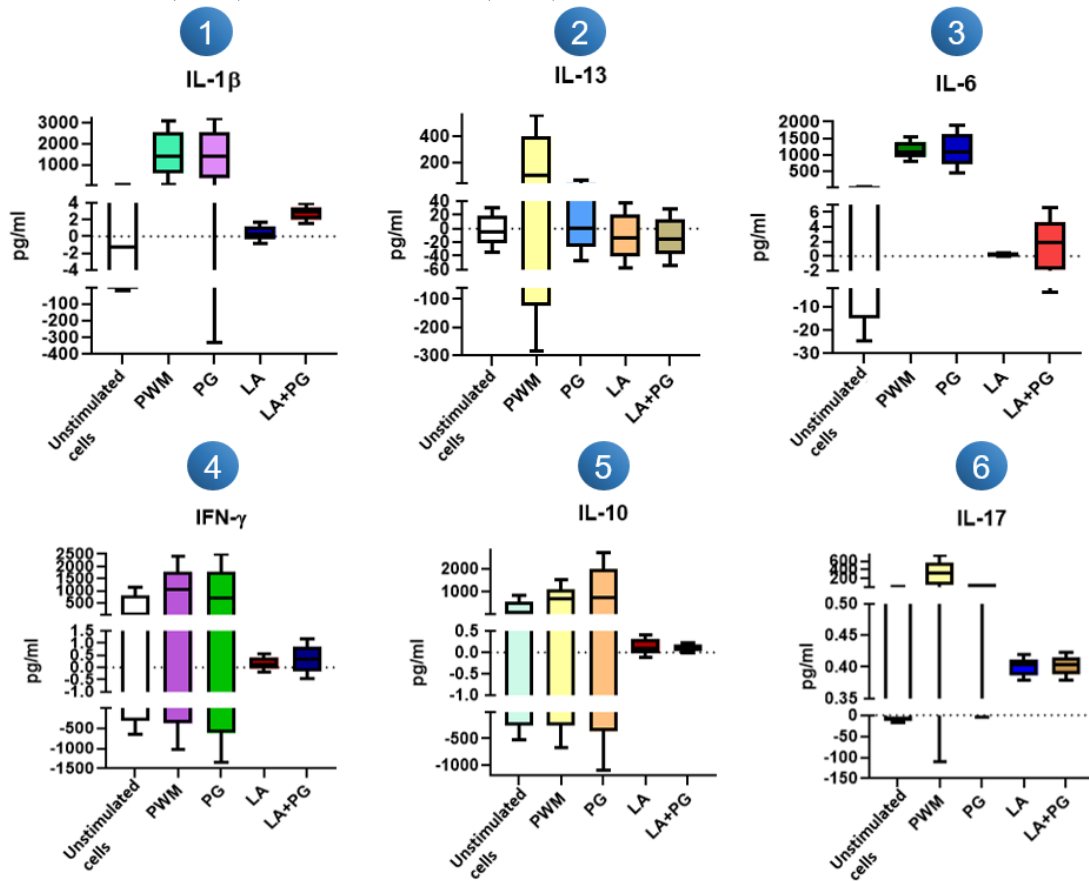 1
IL-1β
3000
2000
1000
4
2
0
-2
-4
-100
-200
-300
-400
pg/ml
Unstimulated cells
PWM
PG
LA
LA+PG
2
IL-13
400
200
40
20
0
-20
-40
60
-100
-200
-300
pg/ml
Unstimulated cells
PWM
PG
LA
LA+PG
3
IL-6
2000
1500
1000
500
6
4
2
0
-2
-10
-20
-30
pg/ml
Unstimulated cells
PWM
PG
LA
LA+PG
4
IFN-γ
2500
2000
1500
1000
500
1.5
1.0
0.5
0.0
-0.5
-1.0
-500
-1000
-1500
pg/ml
Unstimulated cells
PWM
PG
LA
LA+PG
5
IL-10
2000
1000
0.5
0.0
-0.5
-1.0
-500
-1000
pg/ml
Unstimulated cells
PWM
PG
LA
LA+PG
6
IL-17
600
400
200
0.50
0.45
0.40
0.35
0
-50
-100
-150
pg/ml
Unstimulated cells
PWM
PG
LA
LA+PG